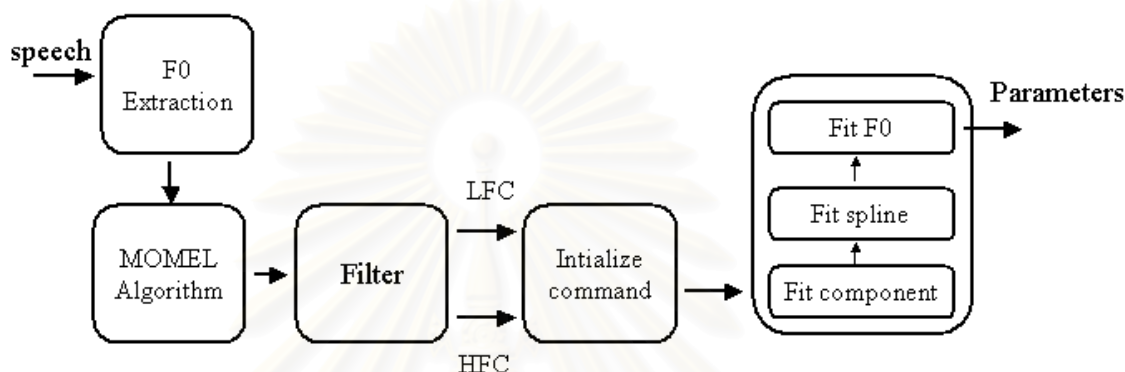 speech
F0
Extraction
MOMEL
Algorithm
Filter
LFC
HFC
Intialize
command
Fit F0
Fit spline
Fit component
Parameters